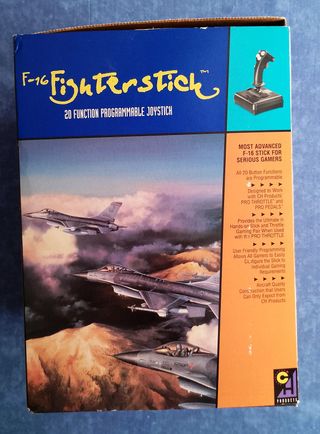 F-16 Fighterstick™
20 FUNCTION PROGRAMMABLE JOYSTICK
MOST ADVANCED
F-16 STICK FOR
SERIOUS GAMERS
All 20 Button Functions
are Programmable
Designed to Work
with CH Products'
PRO THROTTLE™ and
PRO PEDALS™
Provides the Ultimate in
Hands on Stick and Throttle
Gaming Fun When Used
with the PRO THROTTLE
User Friendly Programming
Allows All Gamers to Easily
Configure the Stick to
Individual Gaming
Requirements
Aircraft Quality
Construction that Users
Can Only Expect from
CH Products
CH
PRODUCTS